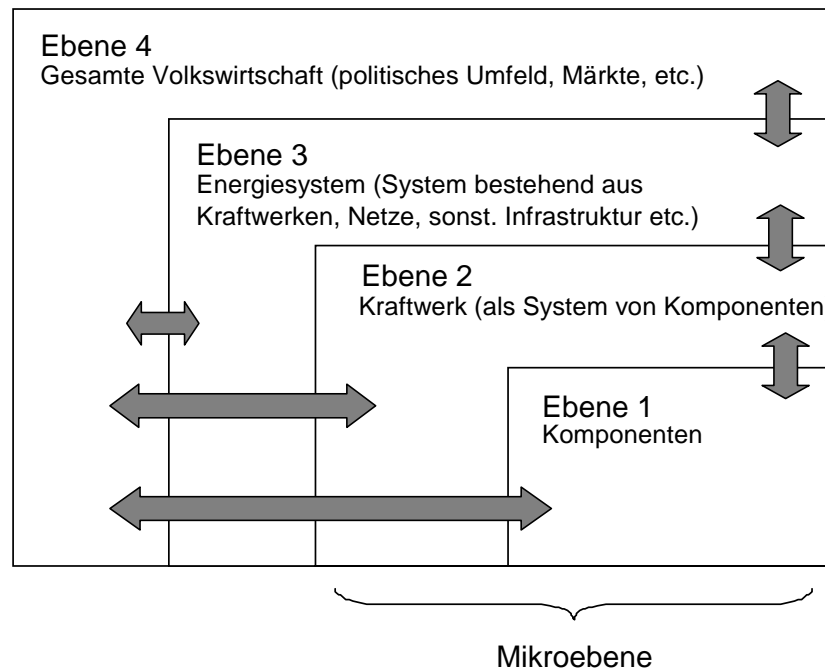 Ebene 4
Gesamte Volkswirtschaft (politisches Umfeld, Märkte, etc.)
Ebene 3
Energiesystem (System bestehend aus
Kraftwerken, Netze, sonst. Infrastruktur etc.)
Ebene 2
Kraftwerk (als System von Komponenten
Ebene 1
Komponenten
Mikroebene